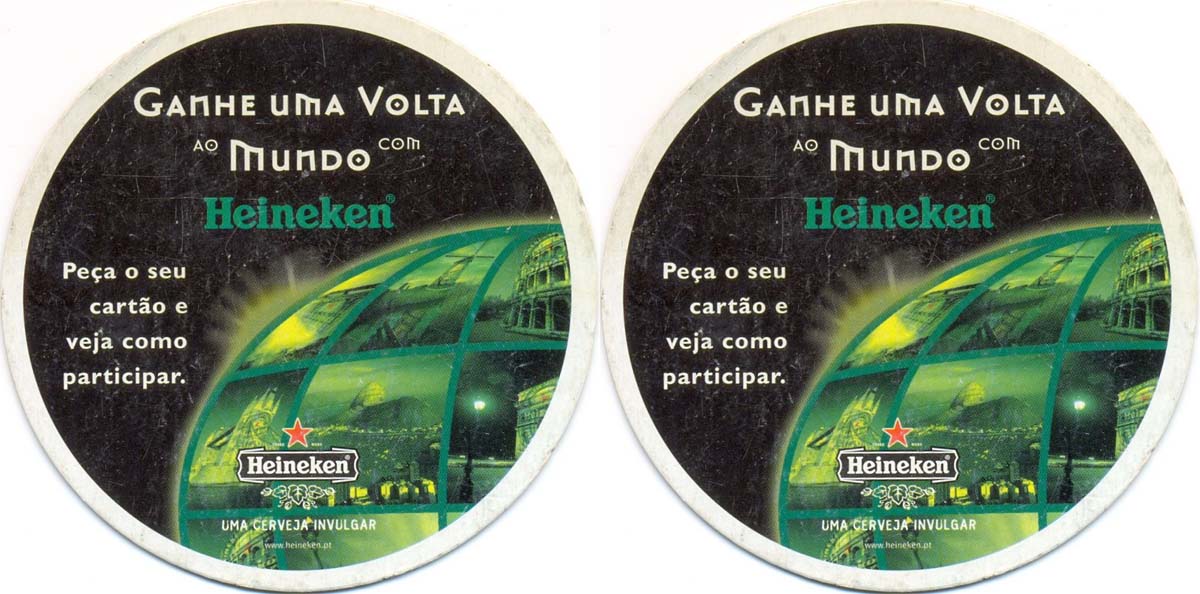 GANHE UMA VOLTA
AO MUNDO COM
Heineken®
Peça o seu
cartão e
veja como
participar.
Heineken®
UMA CERVEJA INVULGAR
www.heineken.pt
GANHE UMA VOLTA
AO MUNDO COM
Heineken®
Peça o seu
cartão e
veja como
participar.
Heineken®
UMA CERVEJA INVULGAR
www.heineken.pt